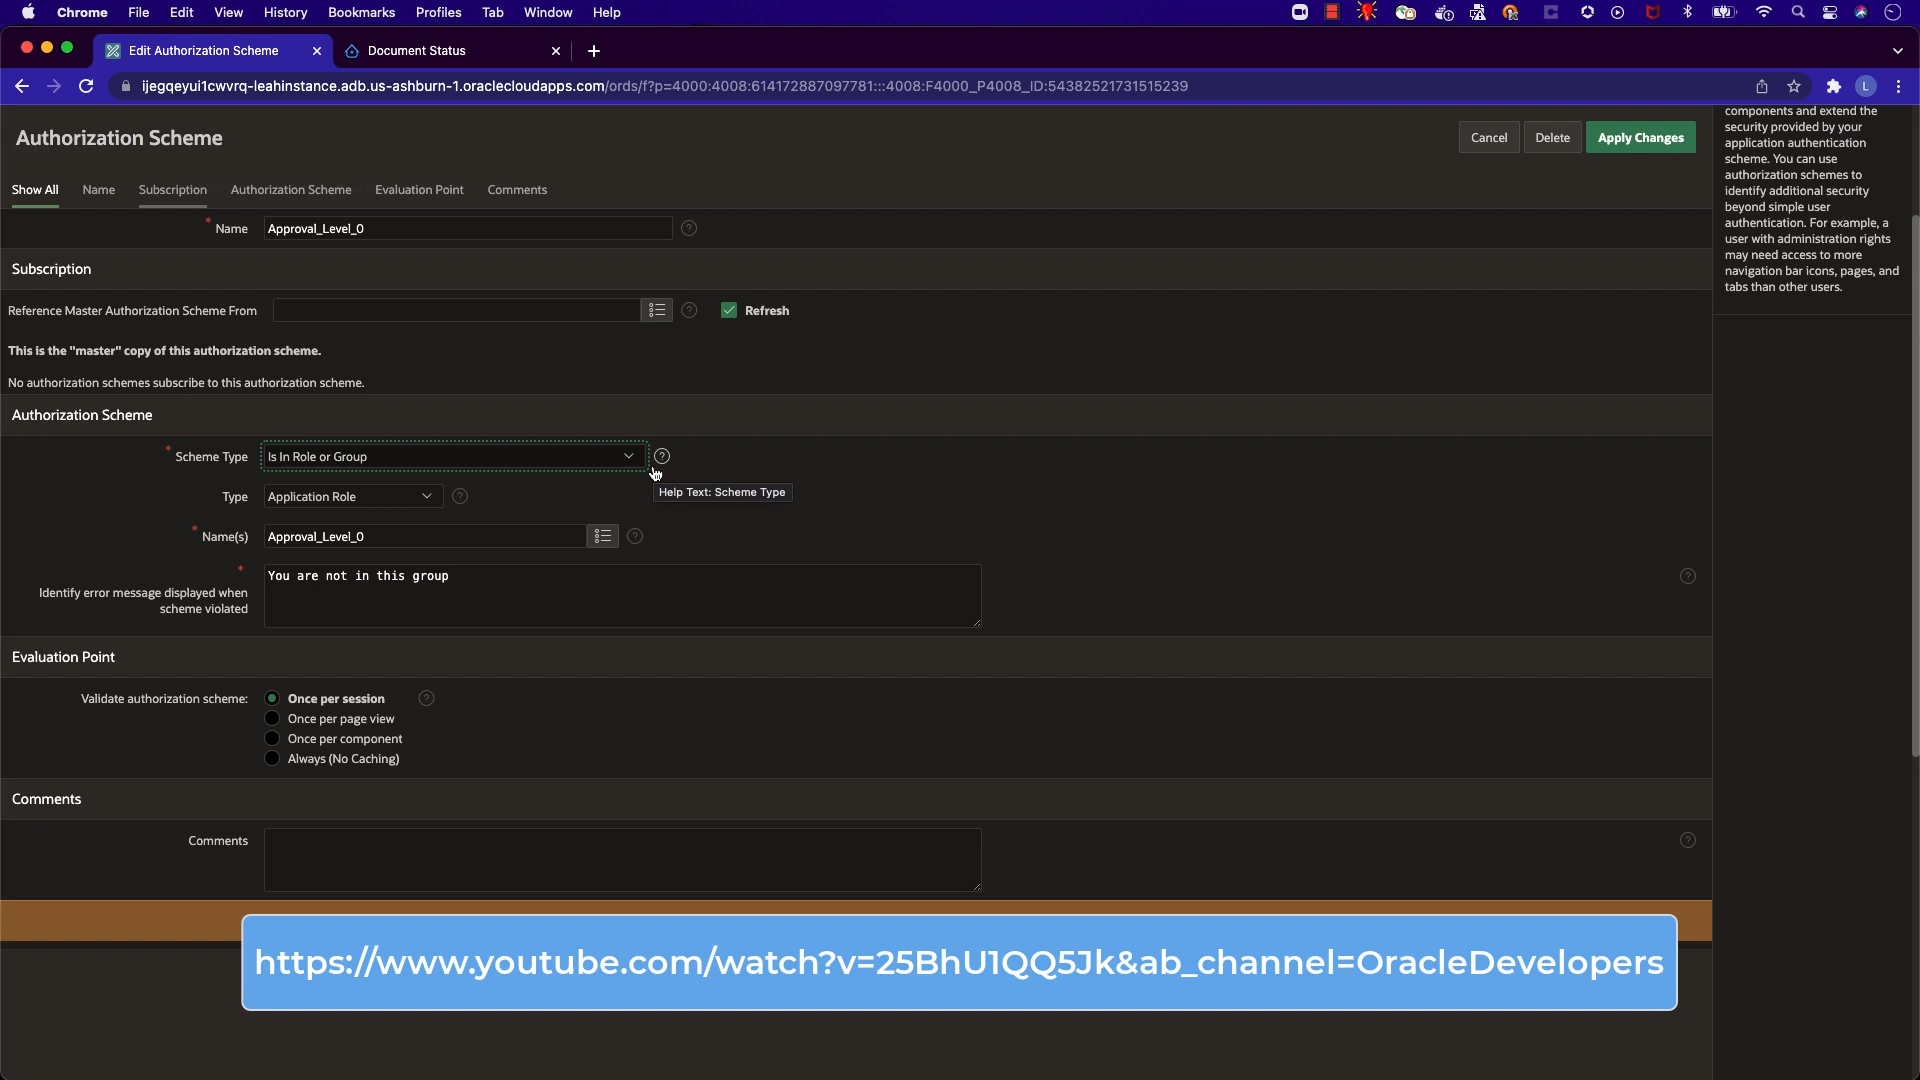 Chrome File Edit View History Bookmarks Profiles Tab Window Help
Edit Authorization Scheme
Document Status
ijegqeyui1cwvrq-leahinstance.adb.us-ashburn-1.oraclecloudapps.com/ords/f?p=4000:4008:614172887097781:::4008:F4000_P4008_ID:54382521731515239
L
Authorization Scheme
Cancel Delete Apply Changes
Show All Name Subscription Authorization Scheme Evaluation Point Comments
* Name Approval_Level_0
Subscription
Reference Master Authorization Scheme From
Refresh
This is the "master" copy of this authorization scheme.
No authorization schemes subscribe to this authorization scheme.
Authorization Scheme
* Scheme Type Is In Role or Group
Help Text: Scheme Type
Type Application Role
* Name(s) Approval_Level_0
* Identify error message displayed when
scheme violated
You are not in this group
Evaluation Point
Validate authorization scheme: Once per session
Once per page view
Once per component
Always (No Caching)
Comments
Comments
components and extend the
security provided by your
application authentication
scheme. You can use
authorization schemes to
identify additional security
beyond simple user
authentication. For example, a
user with administration rights
may need access to more
navigation bar icons, pages, and
tabs than other users.
https://www.youtube.com/watch?v=25BhU1QQ5Jk&ab_channel=OracleDevelopers